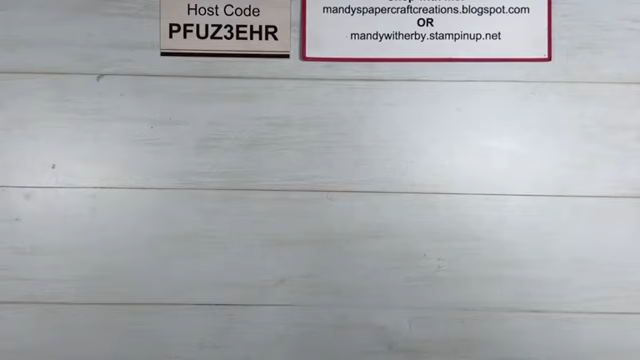 Host Code
PFUZ3EHR
mandyspapercraftcreations.blogspot.com
OR
mandywitherby.stampinup.net